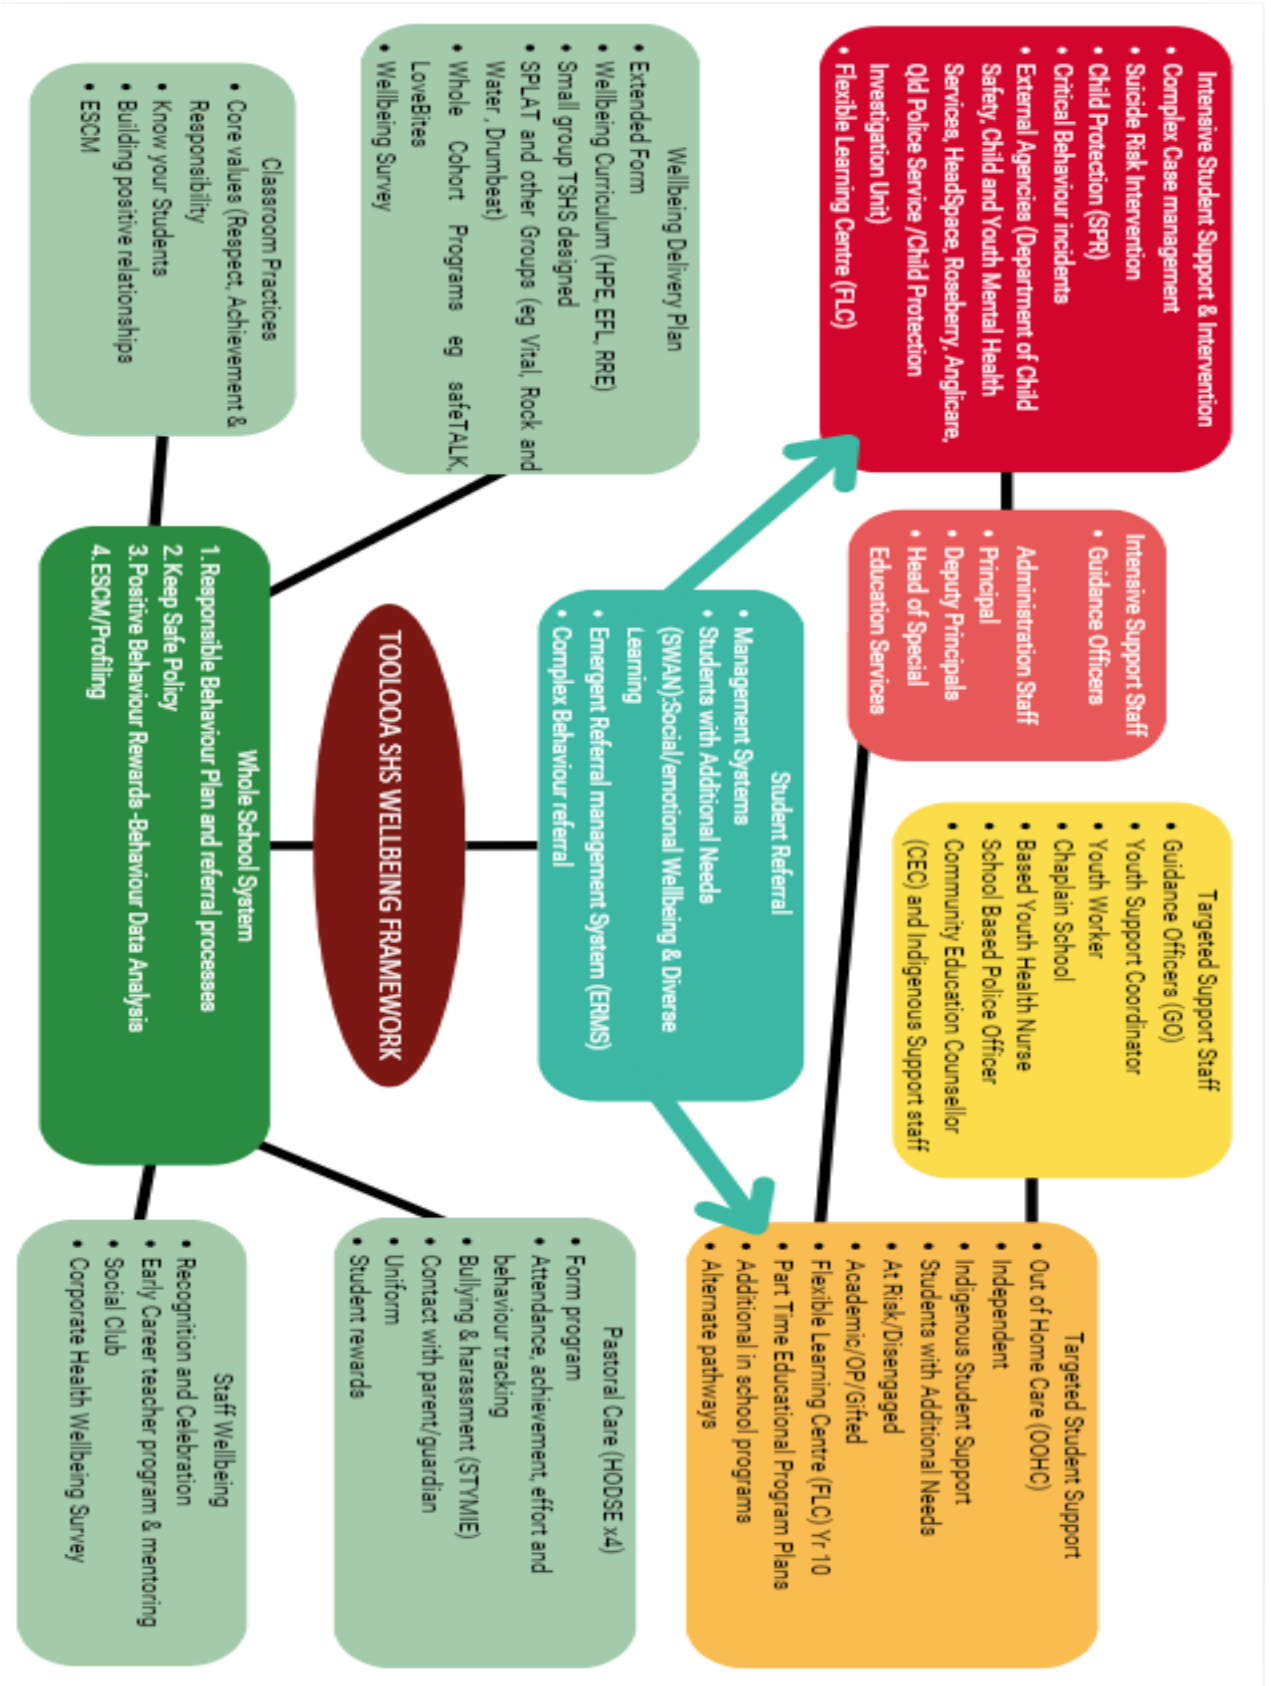 Intensive Student Support & Intervention
• Complex Case management
• Suicide Risk Intervention
• Child Protection (SPR)
• Critical Behaviour incidents
• External Agencies (Department of Child
Safety, Child and Youth Mental Health
Services, HeadSpace, Roseberry, Anglicare,
Qld Police Service /Child Protection
Investigation Unit)
• Flexible Learning Centre (FLC)
Intensive Support Staff
• Guidance Officers
Administration Staff
• Principal
• Deputy Principals
• Head of Special
Education Services
Targeted Support Staff
• Guidance Officers (GO)
• Youth Support Coordinator
• Youth Worker
• Chaplain School
• Based Youth Health Nurse
• School Based Police Officer
• Community Education Counsellor
(CEC) and Indigenous Support staff
Targeted Student Support
• Out of Home Care (OOHC)
• Independent
• Indigenous Student Support
• Students with Additional Needs
• At Risk/Disengaged
• Academic/OP/Gifted
• Flexible Learning Centre (FLC) Yr 10
• Part Time Educational Program Plans
• Additional in school programs
• Alternate pathways
Student Referral
• Management Systems
• Students with Additional Needs
(SWAN):Social/emotional Wellbeing & Diverse
Learning
• Emergent Referral management System (ERMS)
• Complex Behaviour referral
Wellbeing Delivery Plan
• Extended Form
• Wellbeing Curriculum (HPE, EFL, RRE)
• Small group TSHS designed
• SPLAT and other Groups (eg Vital, Rock and
Water , Drumbeat)
• Whole Cohort Programs eg safeTALK,
LoveBites
• Wellbeing Survey
TOOLOOA SHS WELLBEING FRAMEWORK
Pastoral Care (HODSE x4)
• Form program
• Attendance, achievement, effort and
behaviour tracking
• Bullying & harassment (STYMIE)
• Contact with parent/guardian
• Uniform
• Student rewards
Classroom Practices
• Core values (Respect, Achievement &
Responsibility
• Know your Students
• Building positive relationships
• ESCM
Whole School System
1.Responsible Behaviour Plan and referral processes
2.Keep Safe Policy
3.Positive Behaviour Rewards -Behaviour Data Analysis
4.ESCM/Profiling
Staff Wellbeing
• Recognition and Celebration
• Early Career teacher program & mentoring
• Social Club
• Corporate Health Wellbeing Survey